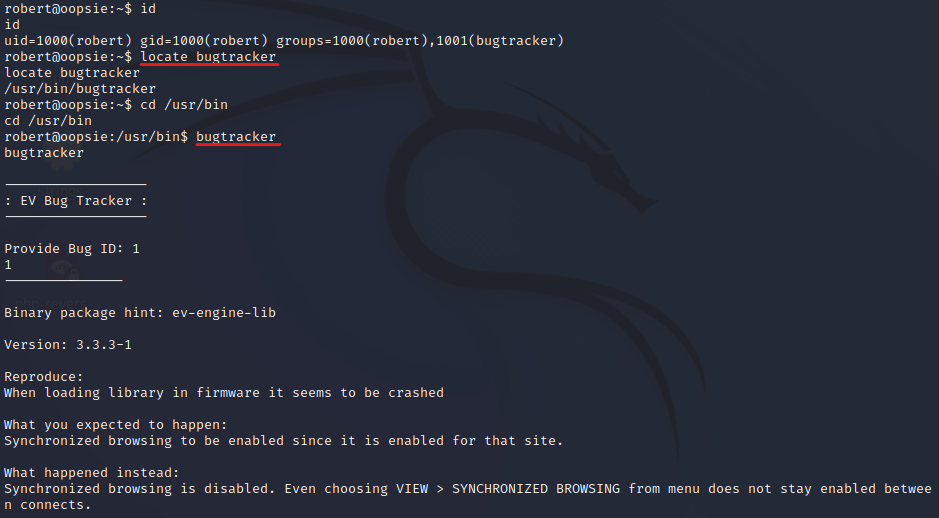 robert@oopsie:~$ id
id
uid=1000(robert) gid=1000(robert) groups=1000(robert),1001(bugtracker)
robert@oopsie:~$ locate bugtracker
locate bugtracker
/usr/bin/bugtracker
robert@oopsie:~$ cd /usr/bin
cd /usr/bin
robert@oopsie:/usr/bin$ bugtracker
bugtracker
------------------
: EV Bug Tracker :
------------------
Provide Bug ID: 1
1
---------------
Binary package hint: ev-engine-lib
Version: 3.3.3-1
Reproduce:
When loading library in firmware it seems to be crashed
What you expected to happen:
Synchronized browsing to be enabled since it is enabled for that site.
What happened instead:
Synchronized browsing is disabled. Even choosing VIEW > SYNCHRONIZED BROWSING from menu does not stay enabled betwee
n connects.